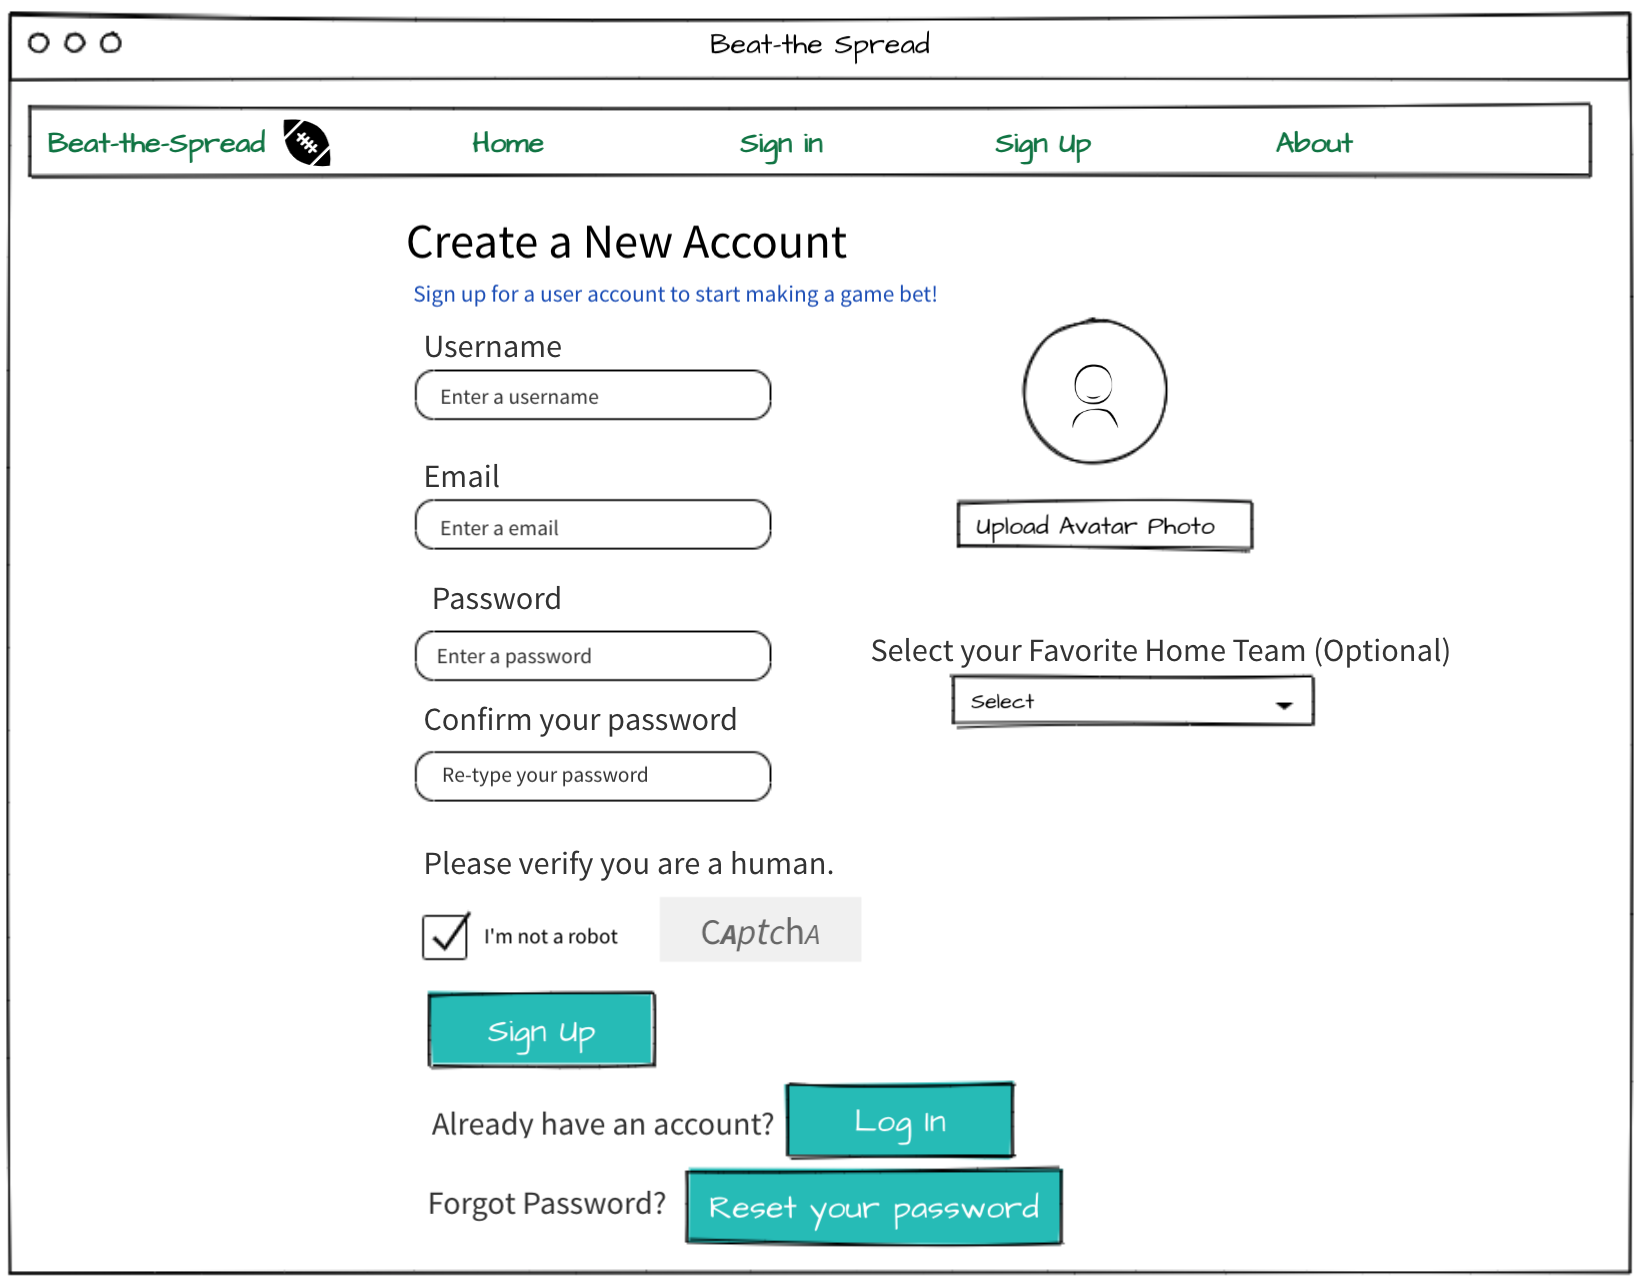 Beat-the Spread
Beat-the-Spread Home Sign in Sign Up About
Create a New Account
Sign up for a user account to start making a game bet!
Username
Enter a username
Email
Enter a email
Upload Avatar Photo
Password
Enter a password
Select your Favorite Home Team (Optional)
Select
Confirm your password
Re-type your password
Please verify you are a human.
I'm not a robot CAptchA
Sign Up
Already have an account? Log In
Forgot Password? Reset your password